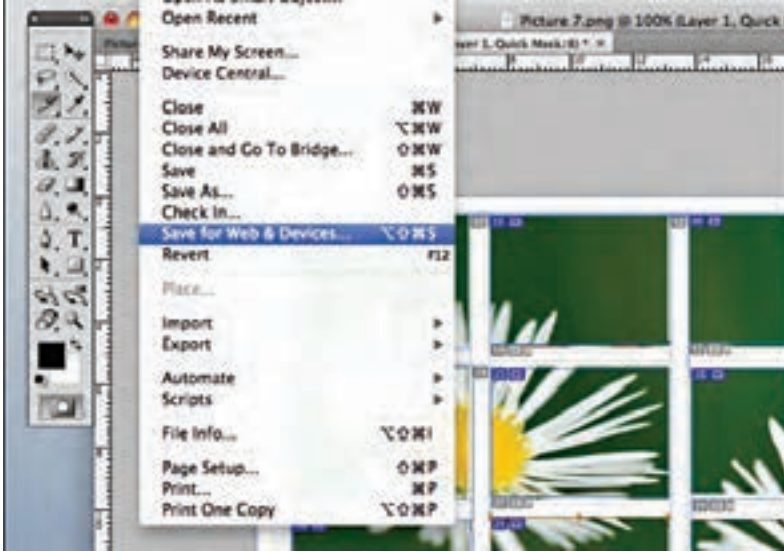 Open Recent
Share My Screen...
Device Central...
Close ⌘W
Close All ⌥⌘W
Close and Go To Bridge... ⇧⌘W
Save ⌘S
Save As... ⇧⌘S
Check In...
Save for Web & Devices... ⌥⇧⌘S
Revert F12
Place...
Import
Export
Automate
Scripts
File Info... ⌥⇧⌘I
Page Setup... ⇧⌘P
Print... ⌘P
Print One Copy ⌥⇧⌘P
Picture 7.png @ 100% (Layer 1, Quick
Layer 1, Quick Mask/8) * ×